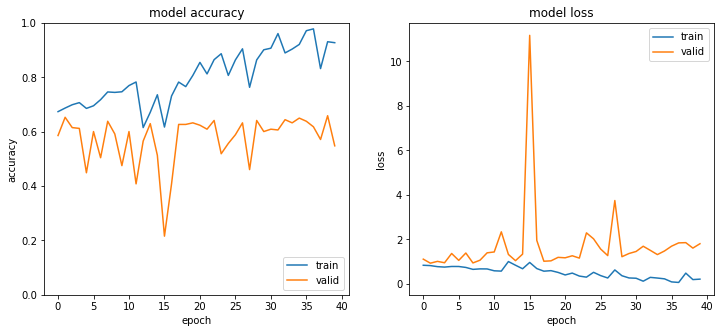 model accuracy
1.0
0.8
0.6
0.4
0.2
0.0
accuracy
0 5 10 15 20 25 30 35 40
epoch
train
valid
model loss
10
8
6
4
2
0
loss
0 5 10 15 20 25 30 35 40
epoch
train
valid